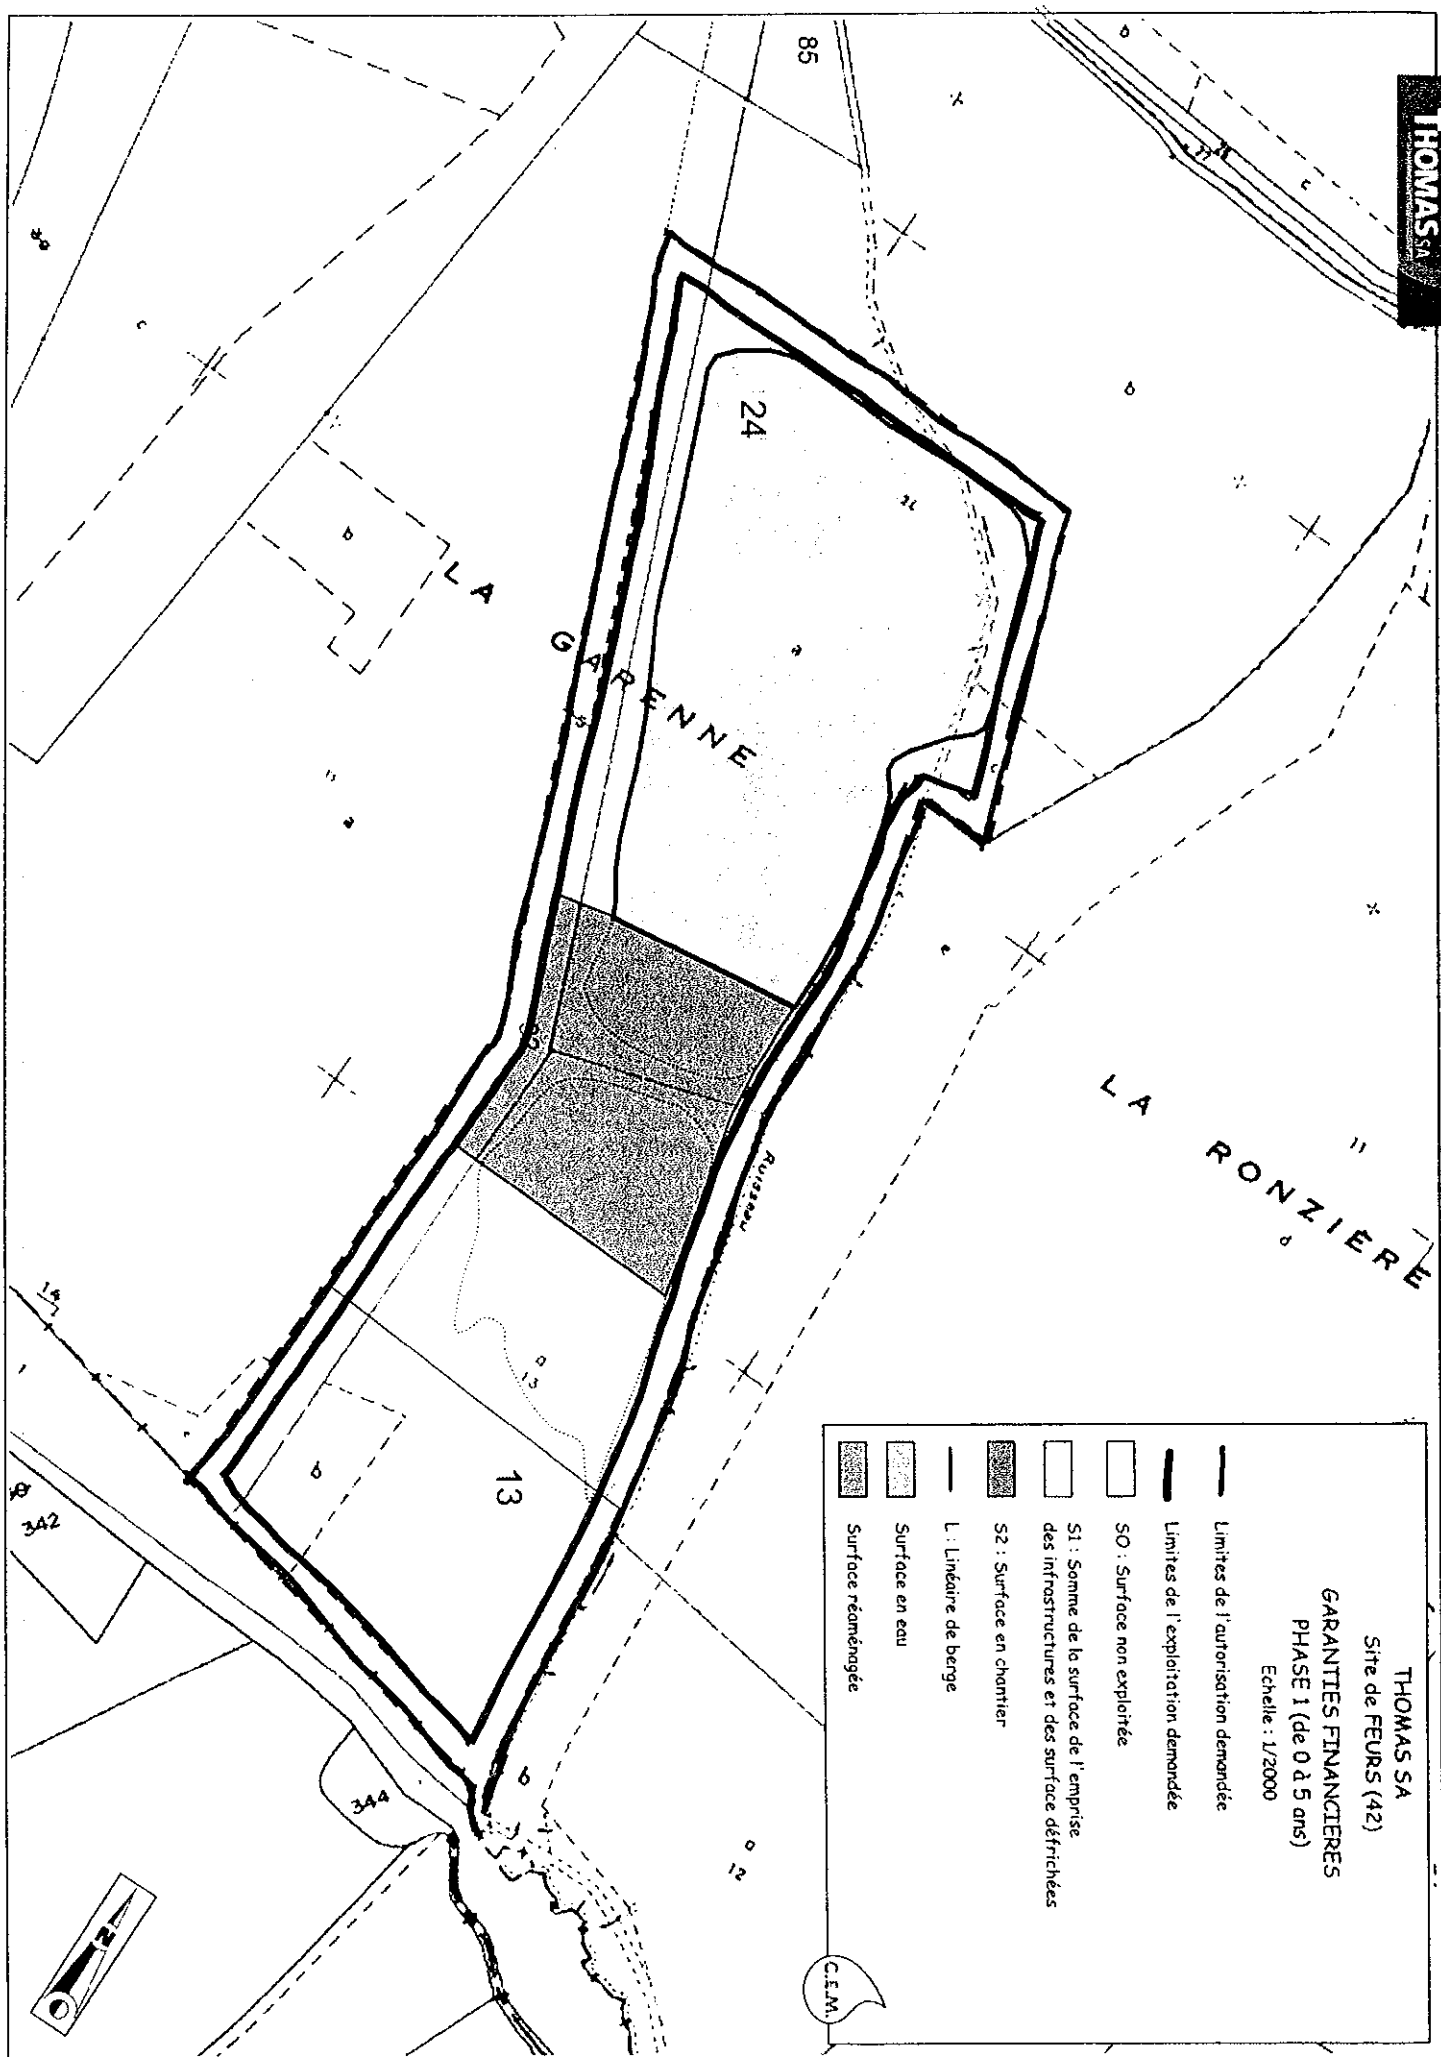 THOMAS SA
THOMAS SA
Site de FEURS (42)
GARANTIES FINANCIERES
PHASE 1 (de 0 à 5 ans)
Echelle : 1/2000
Limites de l'autorisation demandée
Limites de l'exploitation demandée
S0 : Surface non exploitée
S1 : Somme de la surface de l'emprise
des infrastructures et des surface défrichées
S2 : Surface en chantier
L : Linéaire de berge
Surface en eau
Surface réaménagée
C.E.M.
85
24
LA GARENNE
LA RONZIÈRE
Ruisseau
13
13
12
14
342
344
N